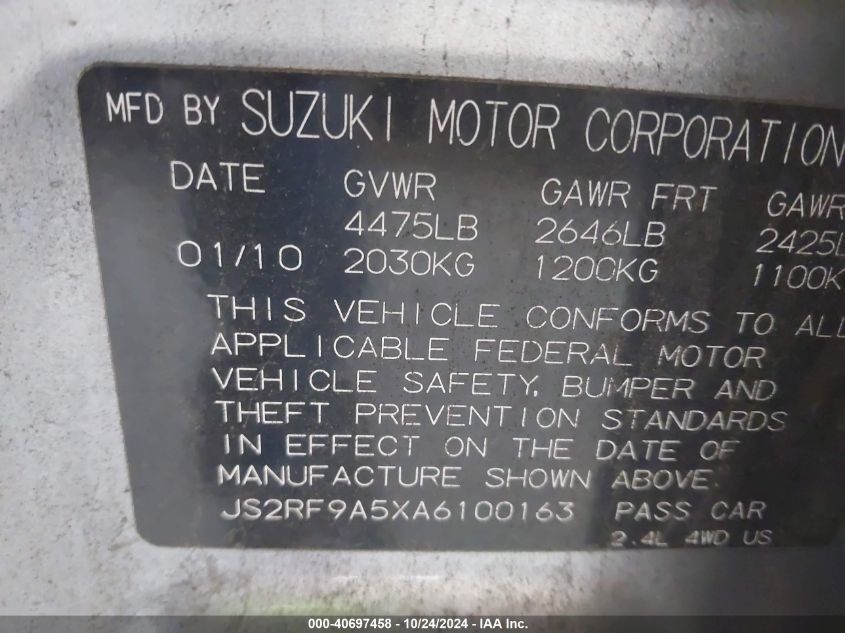 MFD BY SUZUKI MOTOR CORPORATION
DATE GVWR GAWR FRT GAWR
4475LB 2646LB 2425L
01/10 2030KG 1200KG 1100K
THIS VEHICLE CONFORMS TO ALL
APPLICABLE FEDERAL MOTOR
VEHICLE SAFETY, BUMPER AND
THEFT PREVENTION STANDARDS
IN EFFECT ON THE DATE OF
MANUFACTURE SHOWN ABOVE.
JS2RF9A5XA6100163 PASS CAR
2.4L 4WD US
000-40697458 - 10/24/2024 - IAA Inc.